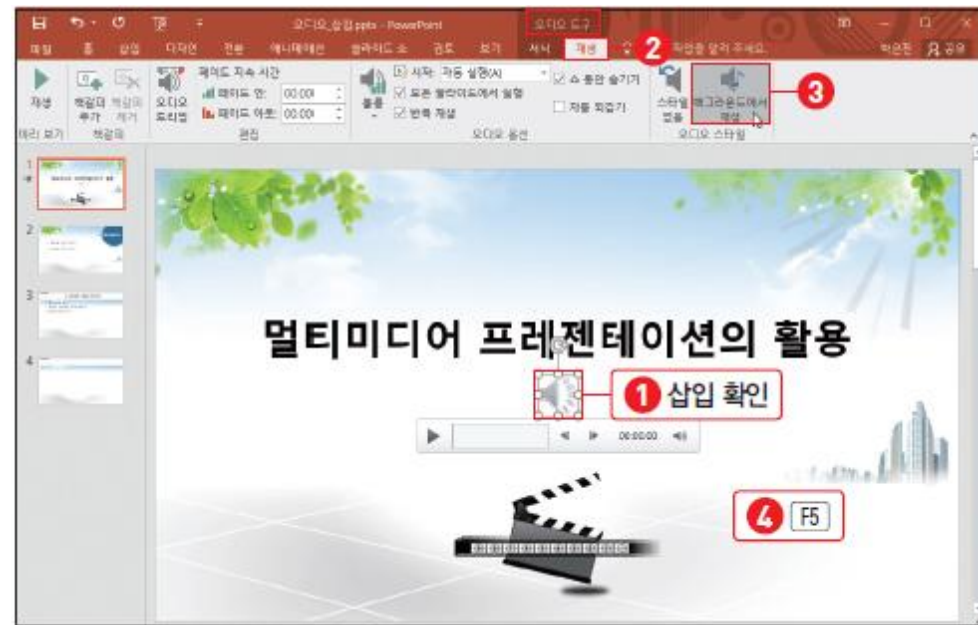 오디오_삽입.pptx - PowerPoint
오디오 도구
파일 홈 삽입 디자인 전환 애니메이션 슬라이드 쇼 검토 보기 서식 재생 2 작업을 알려 주세요. 공유
재생
책갈피 추가
책갈피 제거
오디오 트리밍
페이드 지속 시간
페이드 인: 00.00
페이드 아웃: 00.00
볼륨
시작: 자동 실행(A)
모든 슬라이드에서 실행
반복 재생
쇼 동안 숨기기
자동 되감기
스타일 없음
백그라운드에서 재생
3
미리 보기 책갈피 편집 오디오 옵션 오디오 스타일
1
2
3
4
멀티미디어 프레젠테이션의 활용
1 삽입 확인
00:00.00
4 F5